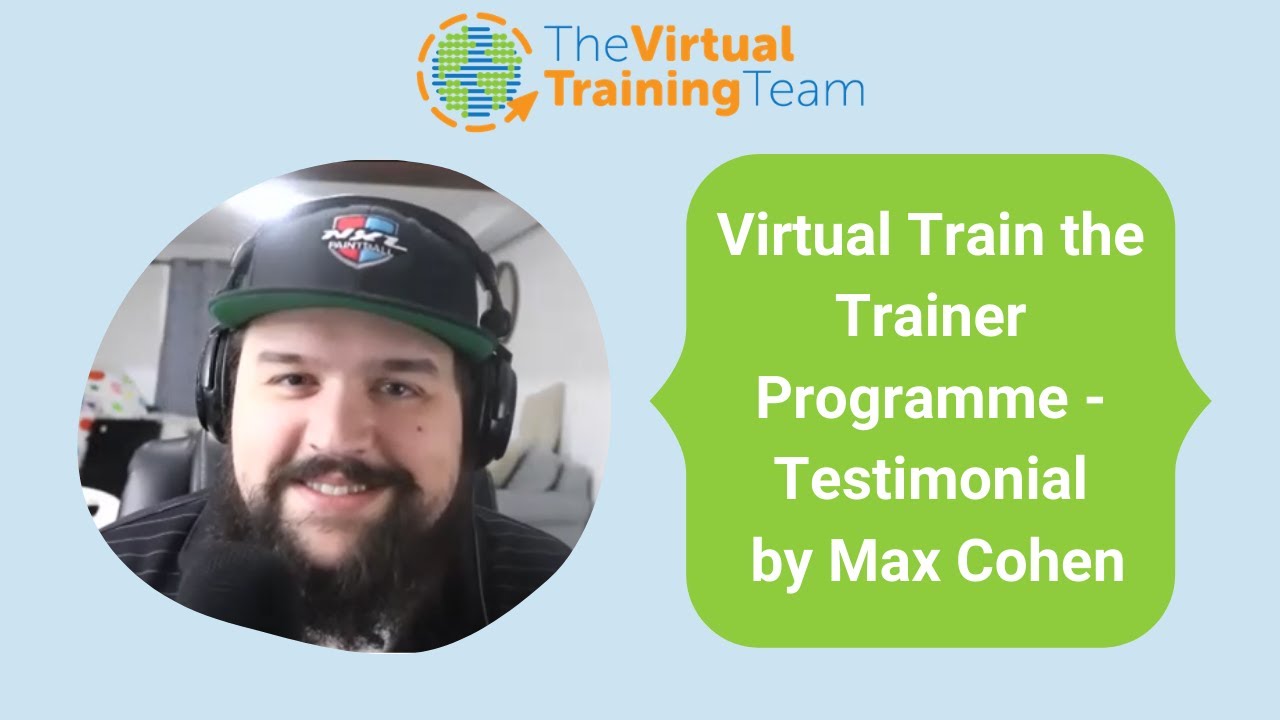 TheVirtual
TrainingTeam
NXL
PAINTBALL
Virtual Train the
Trainer
Programme -
Testimonial
by Max Cohen